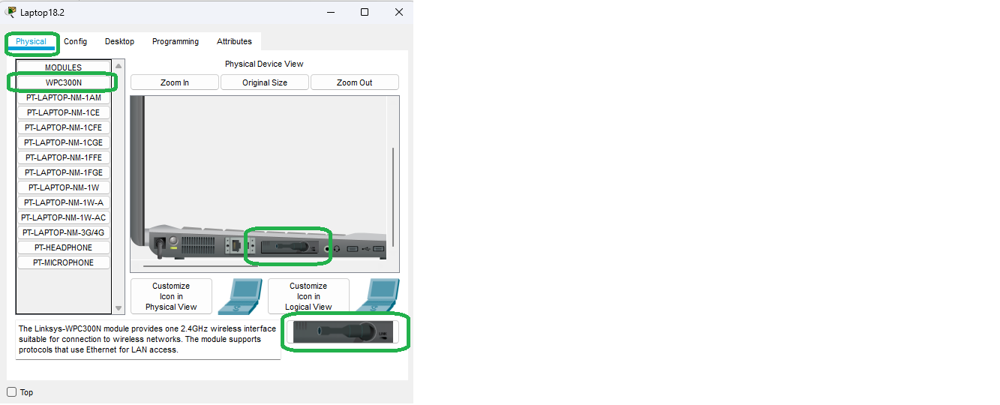 Laptop18.2
Physical Config Desktop Programming Attributes
MODULES
WPC300N
PT-LAPTOP-NM-1AM
PT-LAPTOP-NM-1CE
PT-LAPTOP-NM-1CFE
PT-LAPTOP-NM-1CGE
PT-LAPTOP-NM-1FFE
PT-LAPTOP-NM-1FGE
PT-LAPTOP-NM-1W
PT-LAPTOP-NM-1W-A
PT-LAPTOP-NM-1W-AC
PT-LAPTOP-NM-3G/4G
PT-HEADPHONE
PT-MICROPHONE
Physical Device View
Zoom In Original Size Zoom Out
Customize
Icon in
Physical View
Customize
Icon in
Logical View
The Linksys-WPC300N module provides one 2.4GHz wireless interface
suitable for connection to wireless networks. The module supports
protocols that use Ethernet for LAN access.
LINK
Top